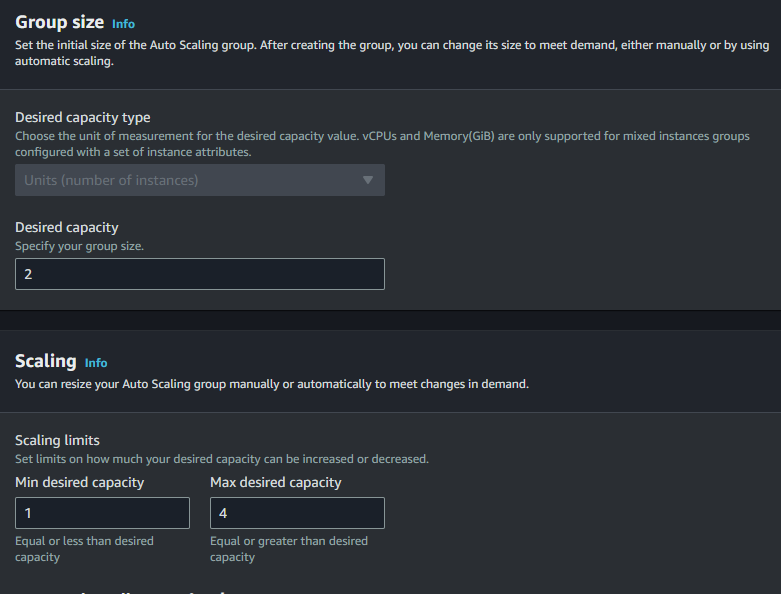 Group size Info
Set the initial size of the Auto Scaling group. After creating the group, you can change its size to meet demand, either manually or by using
automatic scaling.
Desired capacity type
Choose the unit of measurement for the desired capacity value. vCPUs and Memory(GiB) are only supported for mixed instances groups
configured with a set of instance attributes.
Units (number of instances)
Desired capacity
Specify your group size.
2
Scaling Info
You can resize your Auto Scaling group manually or automatically to meet changes in demand.
Scaling limits
Set limits on how much your desired capacity can be increased or decreased.
Min desired capacity
1
Equal or less than desired
capacity
Max desired capacity
4
Equal or greater than desired
capacity